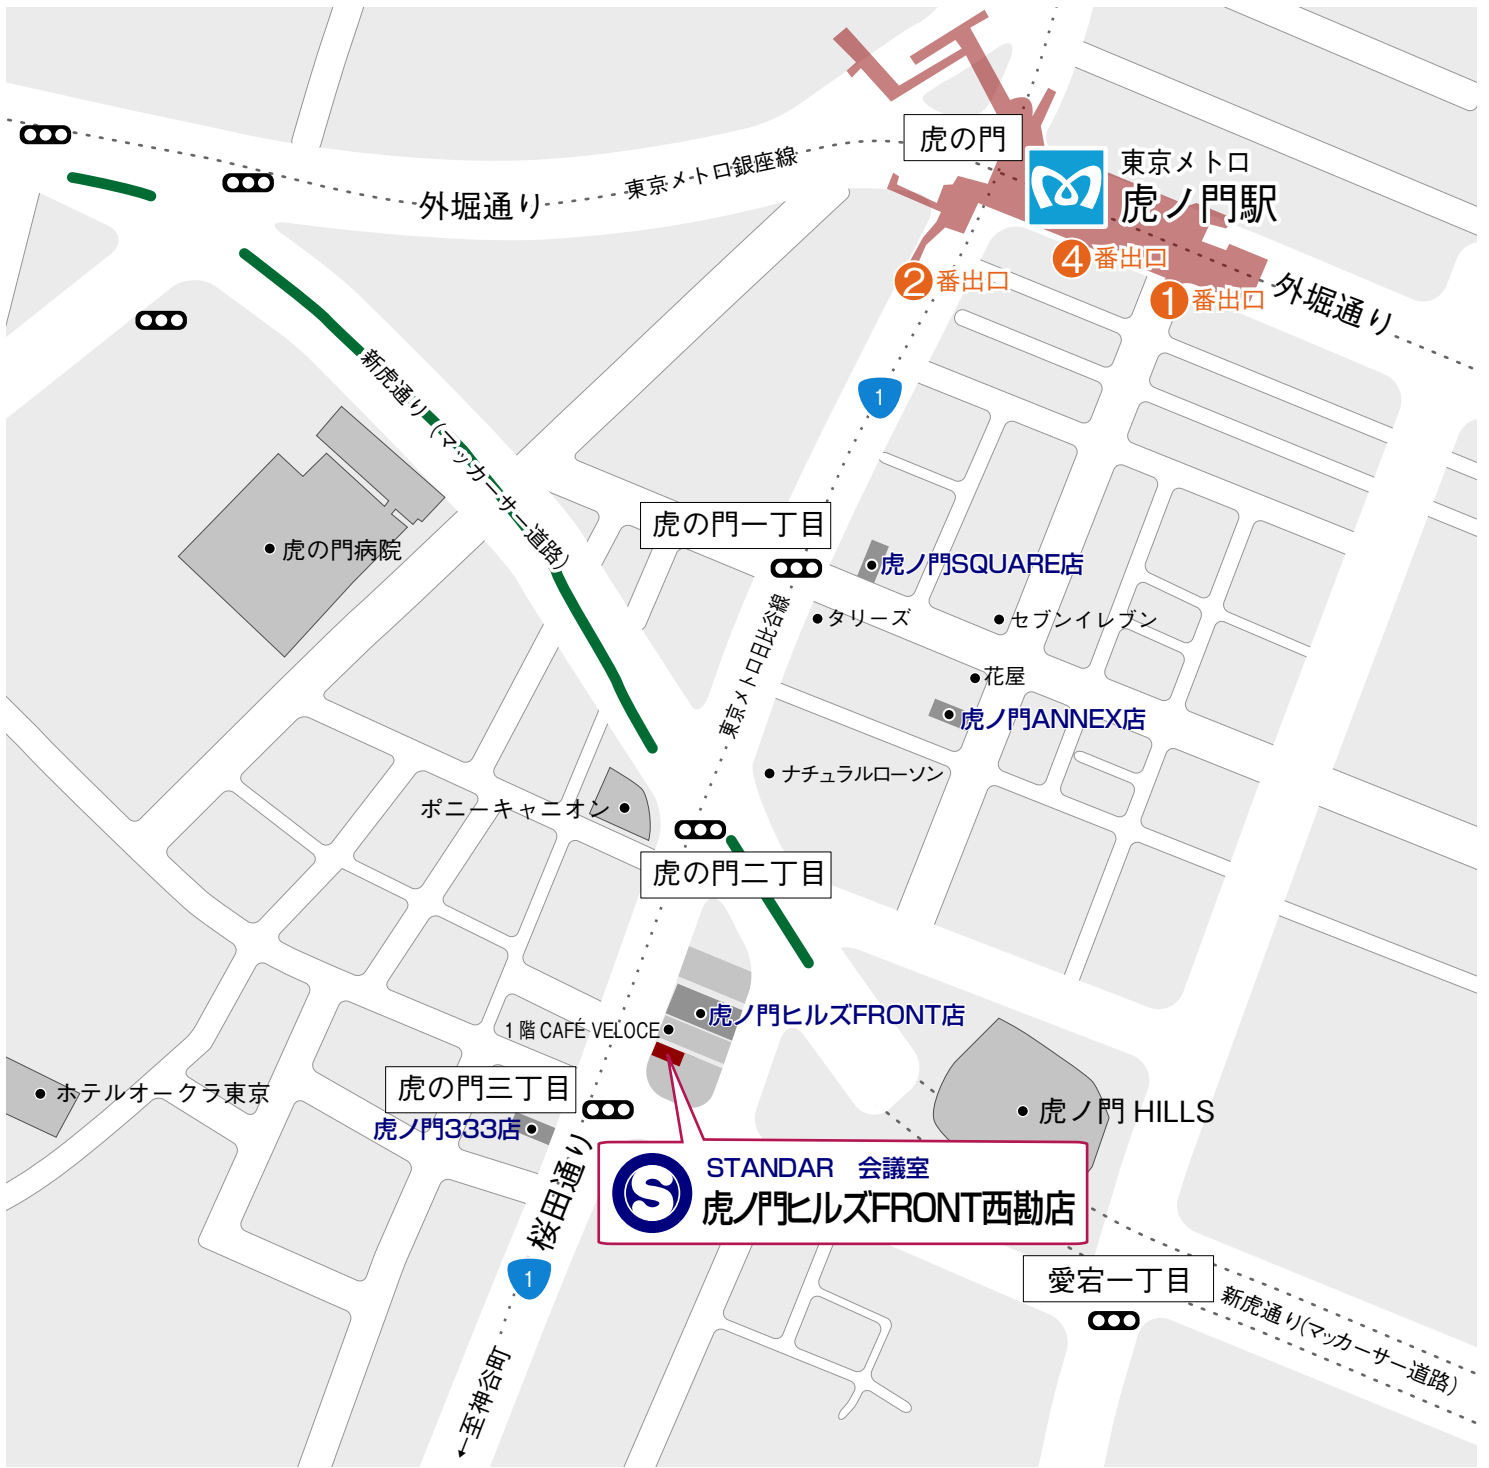 虎の門
東京メトロ
虎ノ門駅
東京メトロ銀座線
外堀通り
4番出口
2番出口
1番出口
外堀通り
新虎通り(マッカーサー道路)
1
虎の門病院
虎の門一丁目
虎ノ門SQUARE店
タリーズ
セブンイレブン
東京メトロ日比谷線
花屋
虎ノ門ANNEX店
ナチュラルローソン
ポニーキャニオン
虎の門二丁目
虎ノ門ヒルズFRONT店
1階 CAFÉ VELOCE
虎の門三丁目
ホテルオークラ東京
虎ノ門 HILLS
虎ノ門333店
桜田通り
STANDAR 会議室
S
虎ノ門ヒルズFRONT西勘店
1
愛宕一丁目
新虎通り(マッカーサー道路)
←至神谷町